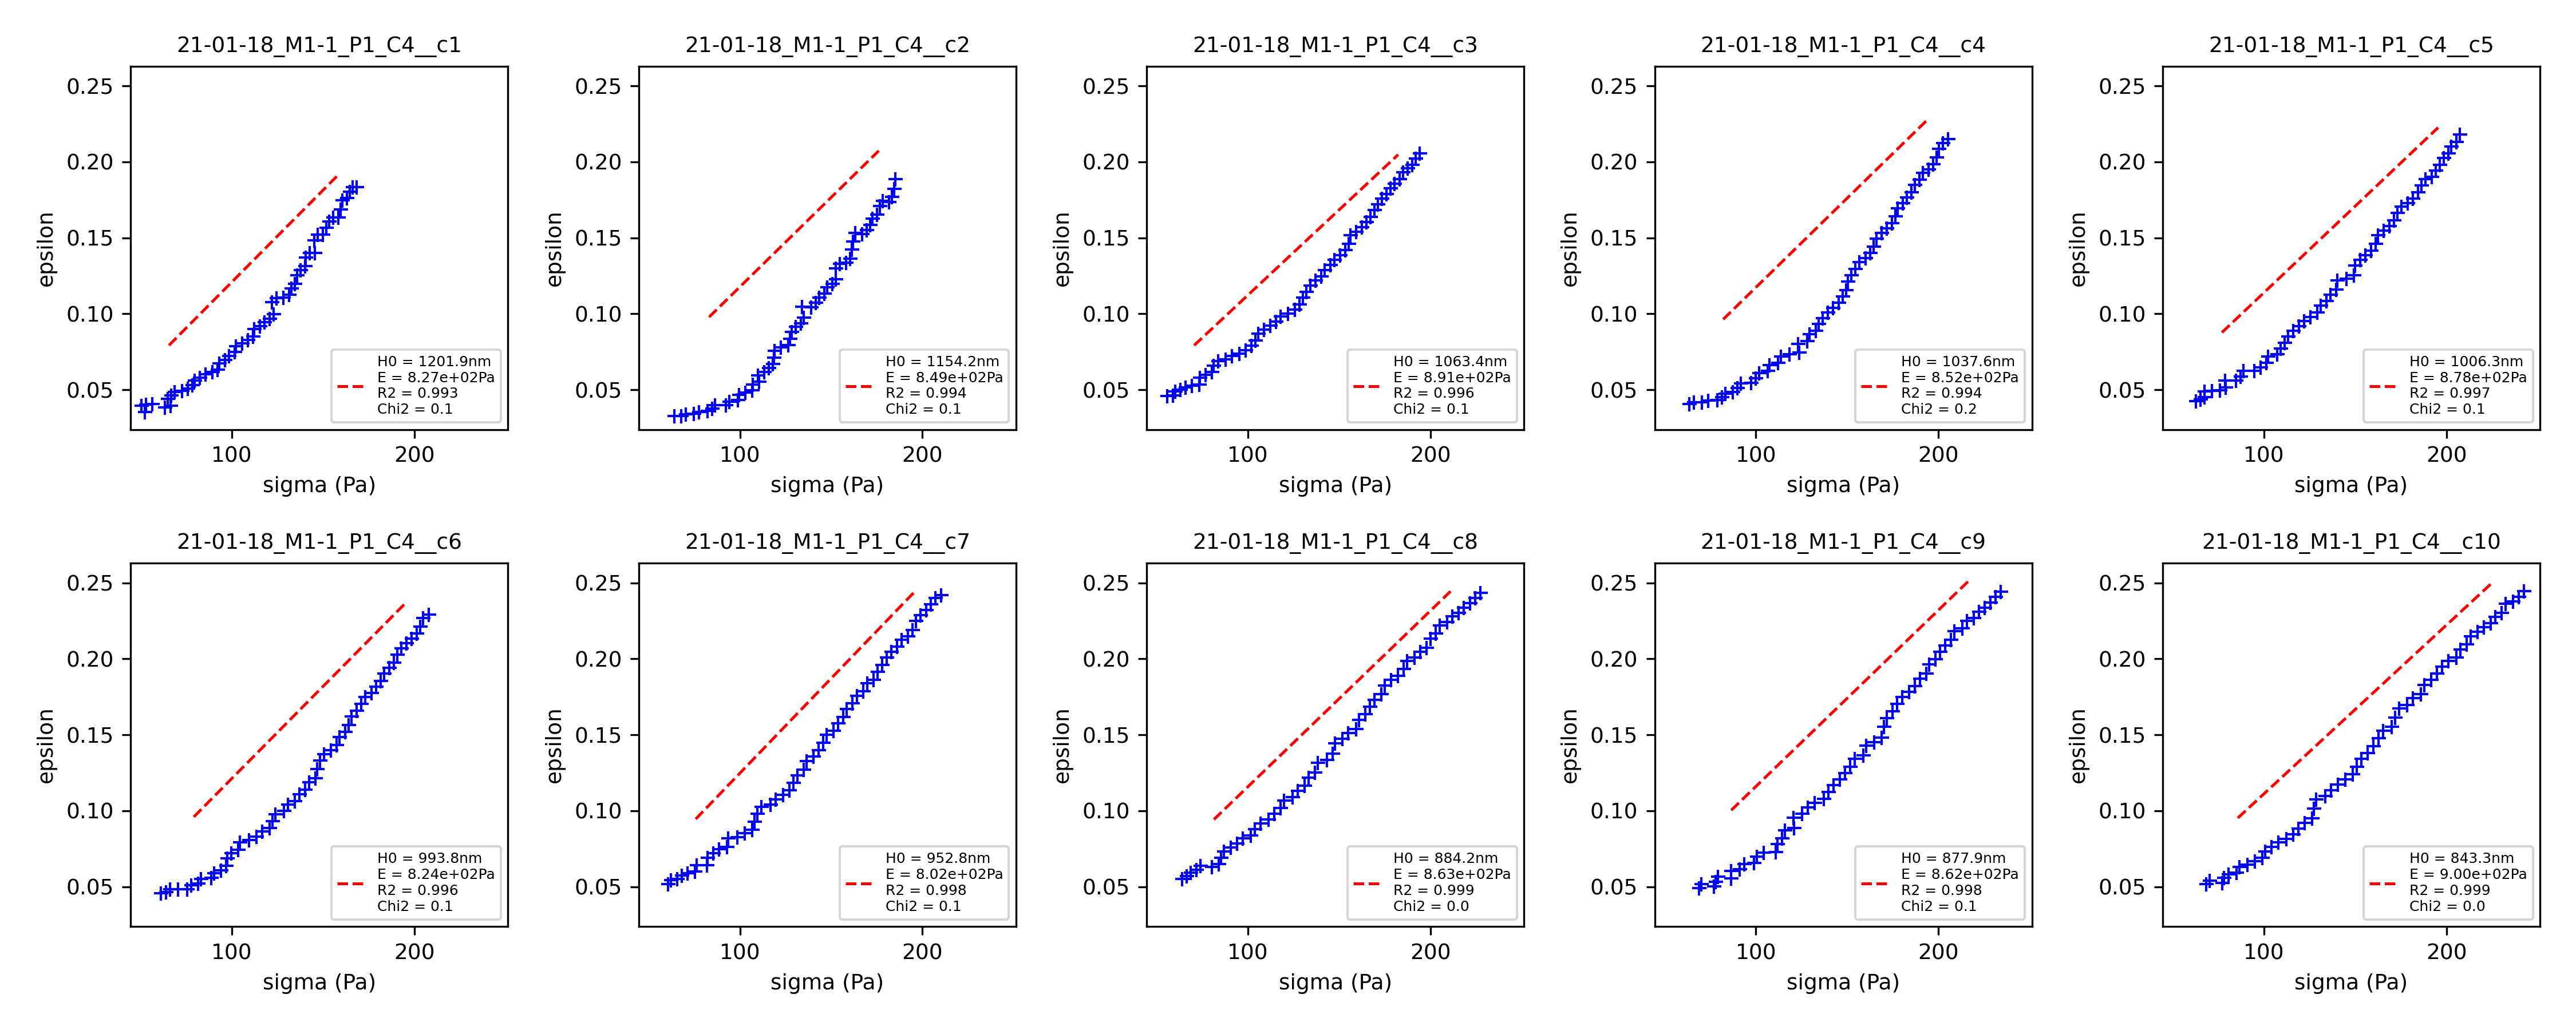 21-01-18_M1-1_P1_C4__c1
0.25
0.20
0.15
0.10
0.05
epsilon
H0 = 1201.9nm
E = 8.27e+02Pa
R2 = 0.993
Chi2 = 0.1
100
200
sigma (Pa)
21-01-18_M1-1_P1_C4__c2
0.25
0.20
0.15
0.10
0.05
epsilon
H0 = 1154.2nm
E = 8.49e+02Pa
R2 = 0.994
Chi2 = 0.1
100
200
sigma (Pa)
21-01-18_M1-1_P1_C4__c3
0.25
0.20
0.15
0.10
0.05
epsilon
H0 = 1063.4nm
E = 8.91e+02Pa
R2 = 0.996
Chi2 = 0.1
100
200
sigma (Pa)
21-01-18_M1-1_P1_C4__c4
0.25
0.20
0.15
0.10
0.05
epsilon
H0 = 1037.6nm
E = 8.52e+02Pa
R2 = 0.994
Chi2 = 0.2
100
200
sigma (Pa)
21-01-18_M1-1_P1_C4__c5
0.25
0.20
0.15
0.10
0.05
epsilon
H0 = 1006.3nm
E = 8.78e+02Pa
R2 = 0.997
Chi2 = 0.1
100
200
sigma (Pa)
21-01-18_M1-1_P1_C4__c6
0.25
0.20
0.15
0.10
0.05
epsilon
H0 = 993.8nm
E = 8.24e+02Pa
R2 = 0.996
Chi2 = 0.1
100
200
sigma (Pa)
21-01-18_M1-1_P1_C4__c7
0.25
0.20
0.15
0.10
0.05
epsilon
H0 = 952.8nm
E = 8.02e+02Pa
R2 = 0.998
Chi2 = 0.1
100
200
sigma (Pa)
21-01-18_M1-1_P1_C4__c8
0.25
0.20
0.15
0.10
0.05
epsilon
H0 = 884.2nm
E = 8.63e+02Pa
R2 = 0.999
Chi2 = 0.0
100
200
sigma (Pa)
21-01-18_M1-1_P1_C4__c9
0.25
0.20
0.15
0.10
0.05
epsilon
H0 = 877.9nm
E = 8.62e+02Pa
R2 = 0.998
Chi2 = 0.1
100
200
sigma (Pa)
21-01-18_M1-1_P1_C4__c10
0.25
0.20
0.15
0.10
0.05
epsilon
H0 = 843.3nm
E = 9.00e+02Pa
R2 = 0.999
Chi2 = 0.0
100
200
sigma (Pa)